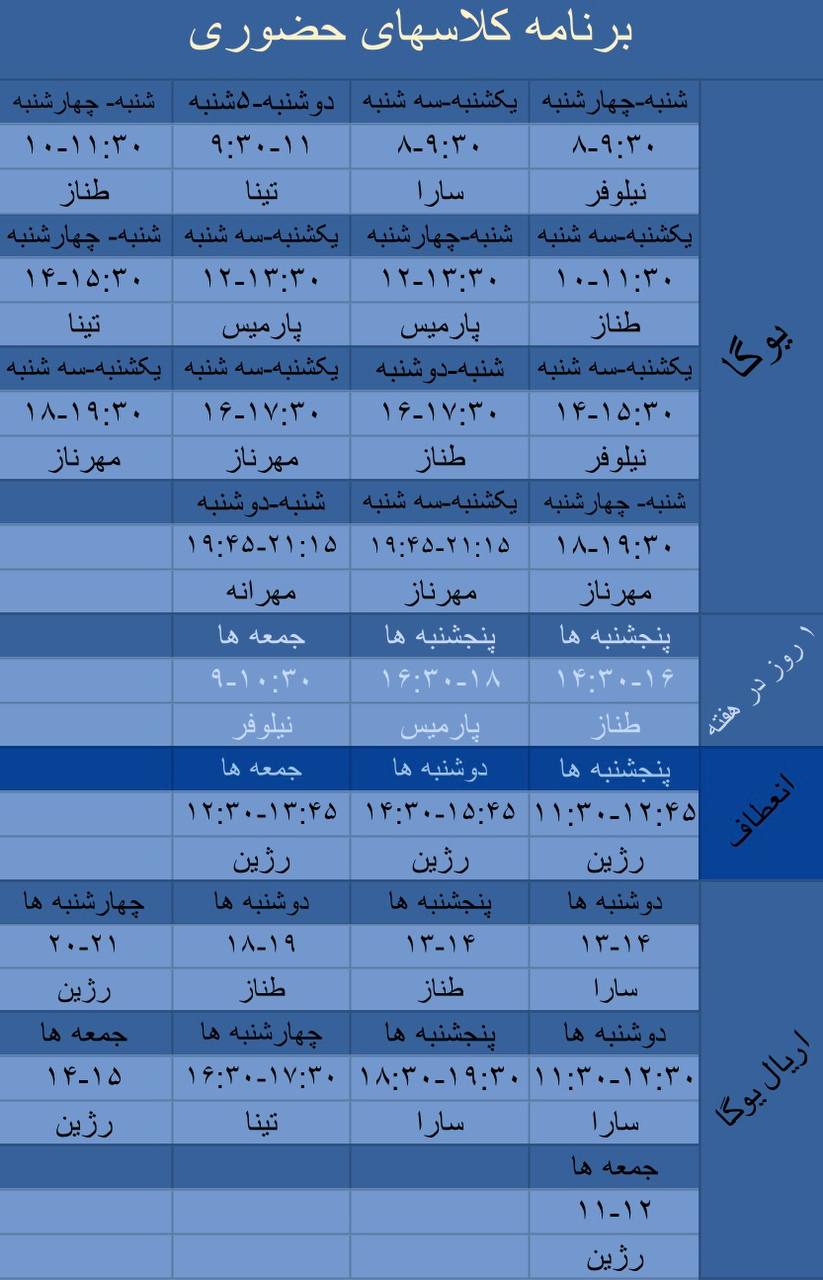 برنامه کلاسهای حضوری
یوگا
شنبه-چهارشنبه یکشنبه-سه شنبه دوشنبه-۵شنبه شنبه- چهارشنبه
۸-۹:۳۰ ۸-۹:۳۰ ۹:۳۰-۱۱ ۱۰-۱۱:۳۰
نیلوفر سارا تینا طناز
یکشنبه-سه شنبه شنبه-چهارشنبه یکشنبه-سه شنبه شنبه- چهارشنبه
۱۰-۱۱:۳۰ ۱۲-۱۳:۳۰ ۱۲-۱۳:۳۰ ۱۴-۱۵:۳۰
طناز پارمیس پارمیس تینا
یکشنبه-سه شنبه شنبه-دوشنبه یکشنبه-سه شنبه یکشنبه-سه شنبه
۱۴-۱۵:۳۰ ۱۶-۱۷:۳۰ ۱۶-۱۷:۳۰ ۱۸-۱۹:۳۰
نیلوفر طناز مهرناز مهرناز
شنبه- چهارشنبه یکشنبه-سه شنبه شنبه-دوشنبه
۱۸-۱۹:۳۰ ۱۹:۴۵-۲۱:۱۵ ۱۹:۴۵-۲۱:۱۵
مهرناز مهرناز مهرانه
۱ روز در هفته
پنجشنبه ها پنجشنبه ها جمعه ها
۱۴:۳۰-۱۶ ۱۶:۳۰-۱۸ ۹-۱۰:۳۰
طناز پارمیس نیلوفر
انعطاف
پنجشنبه ها دوشنبه ها جمعه ها
۱۱:۳۰-۱۲:۴۵ ۱۴:۳۰-۱۵:۴۵ ۱۲:۳۰-۱۳:۴۵
رژین رژین رژین
اریال یوگا
دوشنبه ها پنجشنبه ها دوشنبه ها چهارشنبه ها
۱۳-۱۴ ۱۳-۱۴ ۱۸-۱۹ ۲۰-۲۱
سارا طناز طناز رژین
دوشنبه ها پنجشنبه ها چهارشنبه ها جمعه ها
۱۱:۳۰-۱۲:۳۰ ۱۸:۳۰-۱۹:۳۰ ۱۶:۳۰-۱۷:۳۰ ۱۴-۱۵
سارا سارا تینا رژین
جمعه ها
۱۱-۱۲
رژین